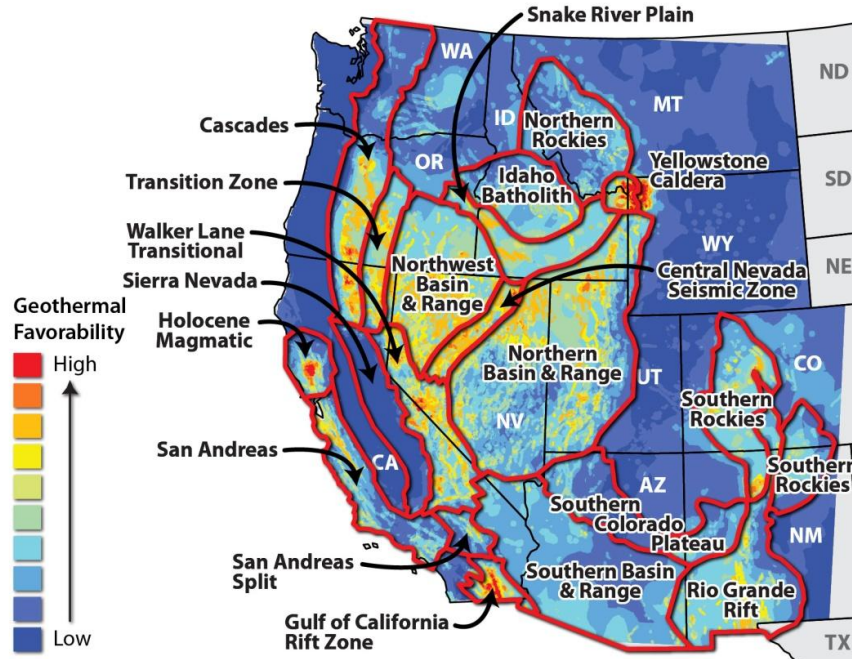 Snake River Plain
WA
ND
MT
Cascades
ID
Northern
Rockies
OR
Yellowstone
Caldera
Idaho
Batholith
SD
Transition Zone
Walker Lane
Transitional
WY
NE
Sierra Nevada
Northwest
Basin
& Range
Central Nevada
Seismic Zone
Geothermal
Favorability
Holocene
Magmatic
High
Northern
Basin & Range
UT
CO
Southern
Rockies
NV
San Andreas
CA
AZ
Southern
Rockies
Southern
Colorado
Plateau
NM
San Andreas
Split
Southern Basin
& Range
Rio Grande
Rift
Gulf of California
Rift Zone
Low
TX